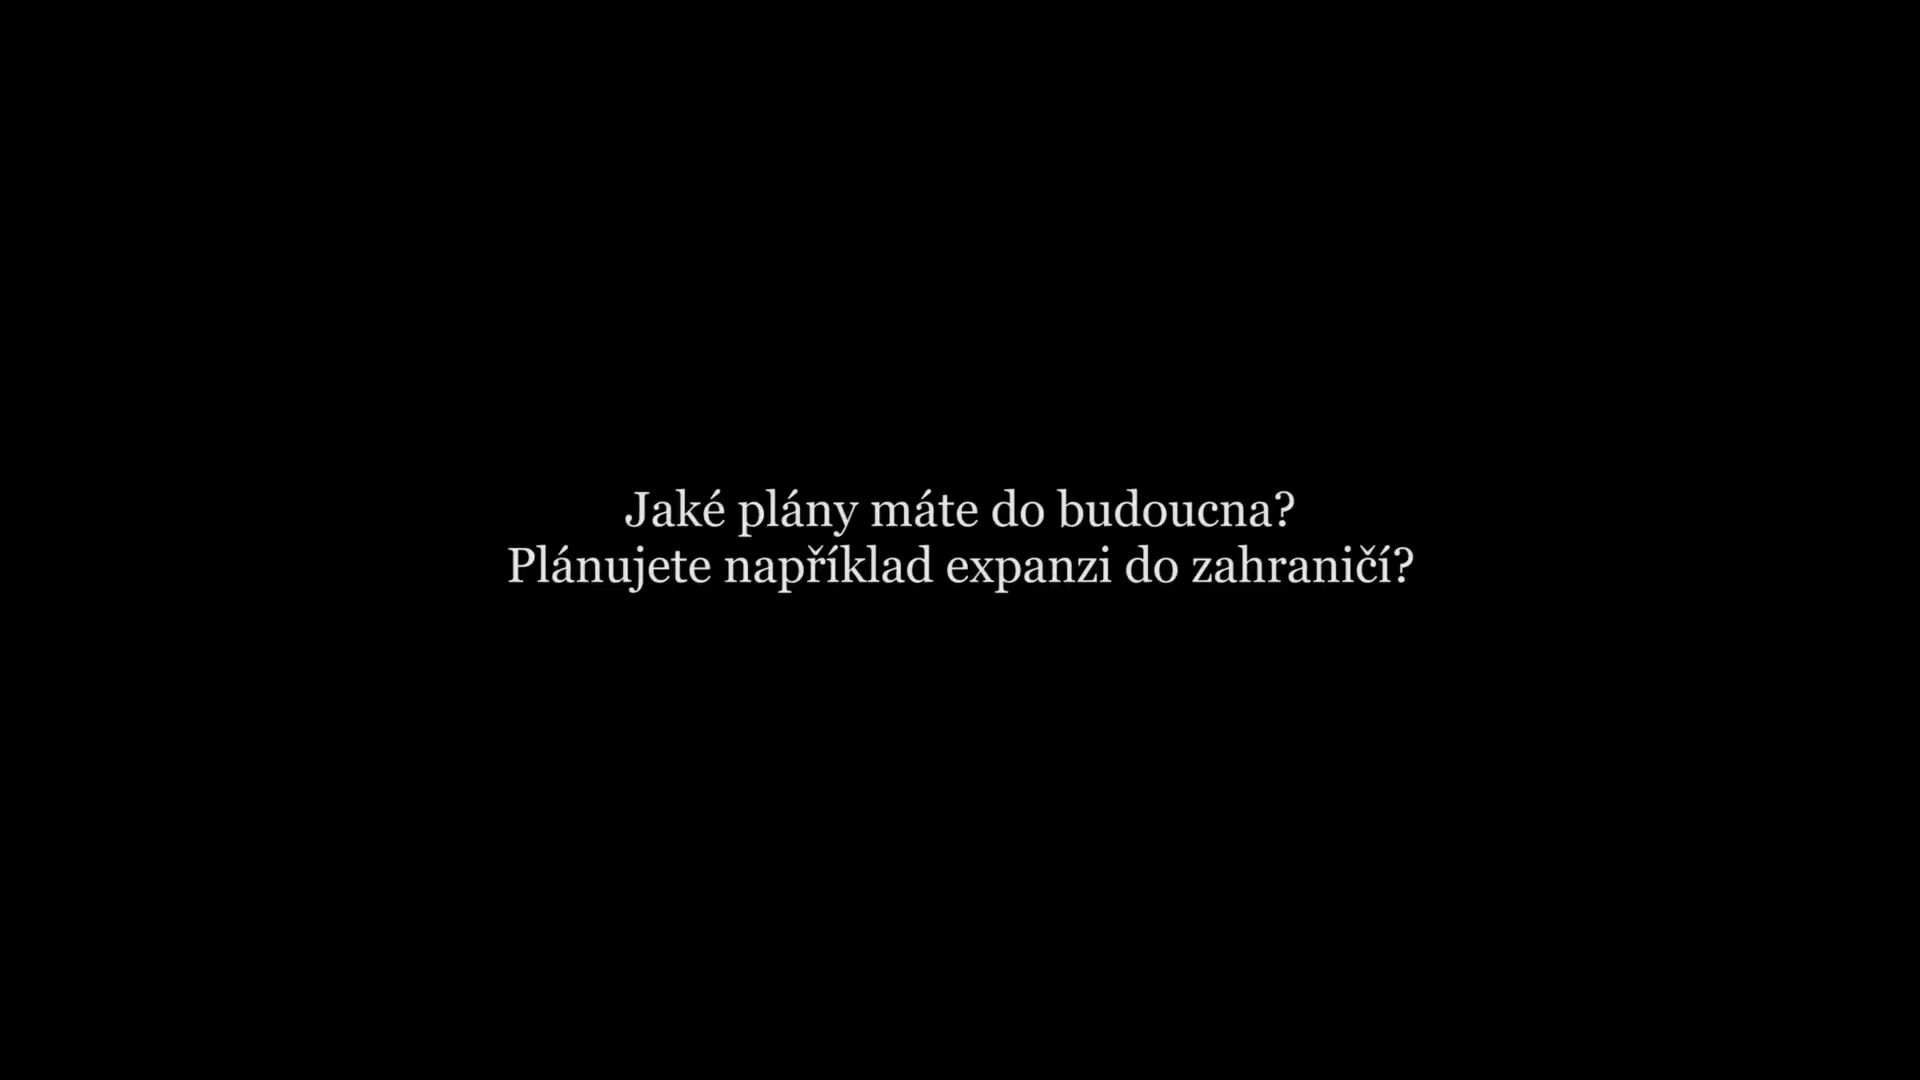 Jaké plány máte do budoucna?
Plánujete například expanzi do zahraničí?